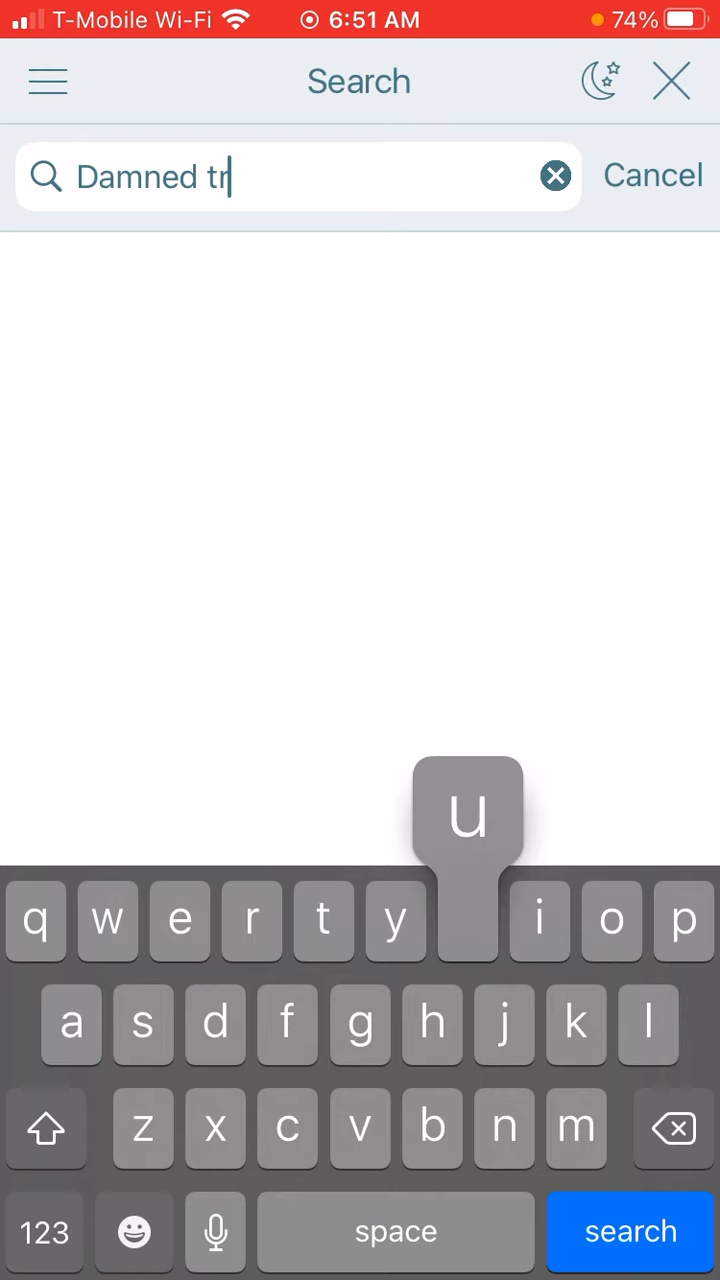 T-Mobile Wi-Fi 6:51 AM 74%
Search
Damned tr Cancel
u
q w e r t y i o p
a s d f g h j k l
z x c v b n m
123 space search